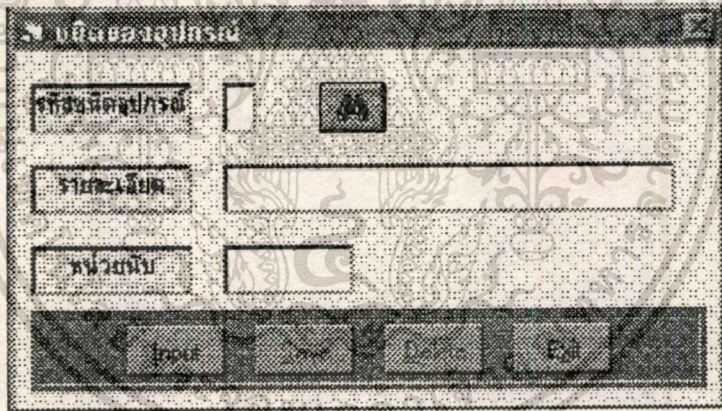 ชนิดของอุปกรณ์
รหัสชนิดอุปกรณ์
รายละเอียด
หน่วยนับ
Input Save Delete Exit